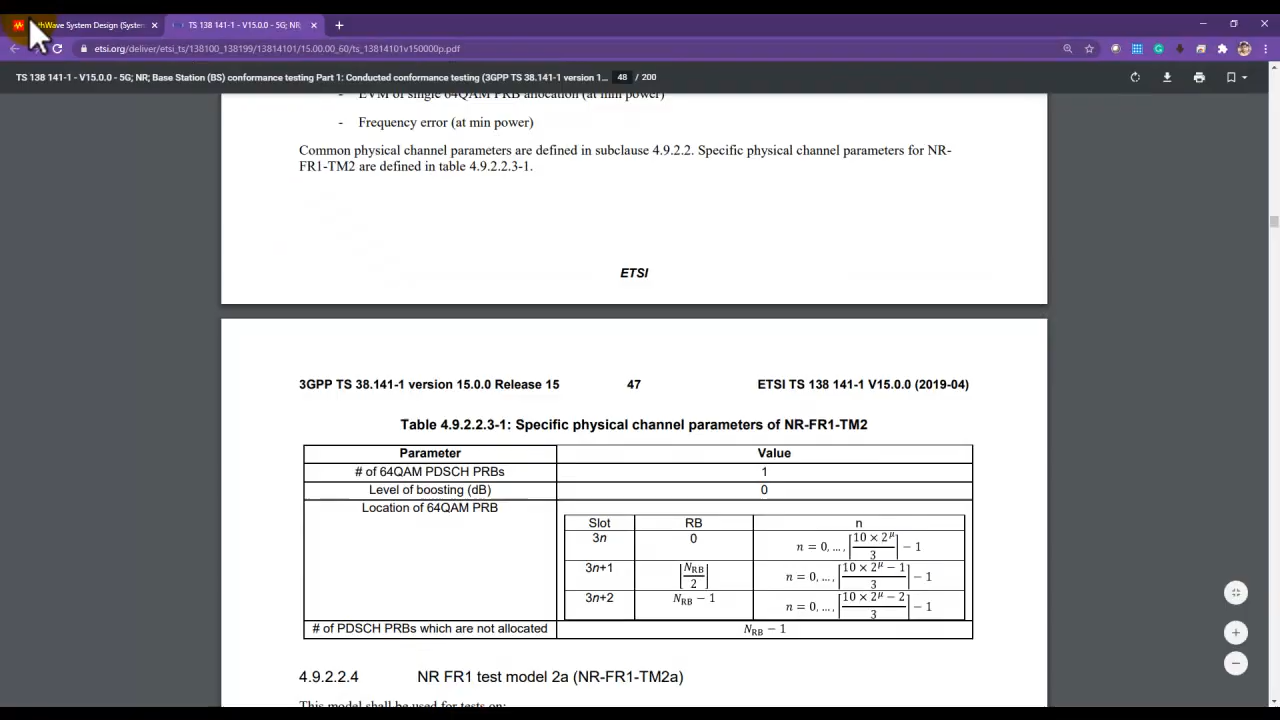 hWave System Design (System
TS 138 141-1 - V15.0.0 - 5G; NR;
etsi.org/deliver/etsi_ts/138100_138199/13814101/15.00.00_60/ts_13814101v150000p.pdf
TS 138 141-1 - V15.0.0 - 5G; NR; Base Station (BS) conformance testing Part 1: Conducted conformance testing (3GPP TS 38.141-1 version 1... 48 / 200
- EVM of single 64QAM PRB allocation (at min power)
- Frequency error (at min power)
Common physical channel parameters are defined in subclause 4.9.2.2. Specific physical channel parameters for NR-
FR1-TM2 are defined in table 4.9.2.2.3-1.
ETSI
3GPP TS 38.141-1 version 15.0.0 Release 15 47 ETSI TS 138 141-1 V15.0.0 (2019-04)
Table 4.9.2.2.3-1: Specific physical channel parameters of NR-FR1-TM2
Parameter Value
# of 64QAM PDSCH PRBs 1
Level of boosting (dB) 0
Location of 64QAM PRB
Slot RB n
3n 0 n = 0, …, ⌈(10 × 2^μ)/3⌉ − 1
3n+1 ⌊N_RB/2⌋ n = 0, …, ⌈(10 × 2^μ − 1)/3⌉ − 1
3n+2 N_RB − 1 n = 0, …, ⌈(10 × 2^μ − 2)/3⌉ − 1
# of PDSCH PRBs which are not allocated N_RB − 1
4.9.2.2.4 NR FR1 test model 2a (NR-FR1-TM2a)
This model shall be used for tests on: